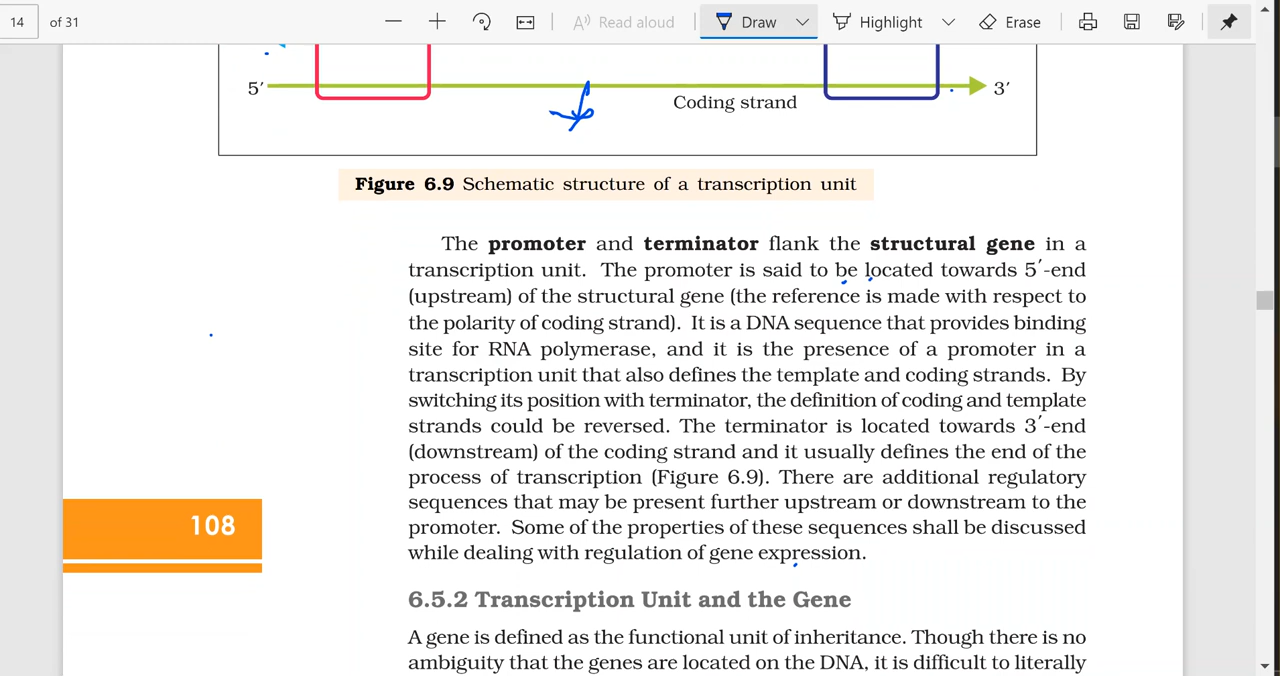 14 of 31 Read aloud Draw Highlight Erase
5′ 3′
Coding strand
Figure 6.9 Schematic structure of a transcription unit
The promoter and terminator flank the structural gene in a
transcription unit. The promoter is said to be located towards 5′-end
(upstream) of the structural gene (the reference is made with respect to
the polarity of coding strand). It is a DNA sequence that provides binding
site for RNA polymerase, and it is the presence of a promoter in a
transcription unit that also defines the template and coding strands. By
switching its position with terminator, the definition of coding and template
strands could be reversed. The terminator is located towards 3′-end
(downstream) of the coding strand and it usually defines the end of the
process of transcription (Figure 6.9). There are additional regulatory
sequences that may be present further upstream or downstream to the
promoter. Some of the properties of these sequences shall be discussed
while dealing with regulation of gene expression.
108
6.5.2 Transcription Unit and the Gene
A gene is defined as the functional unit of inheritance. Though there is no
ambiguity that the genes are located on the DNA, it is difficult to literally